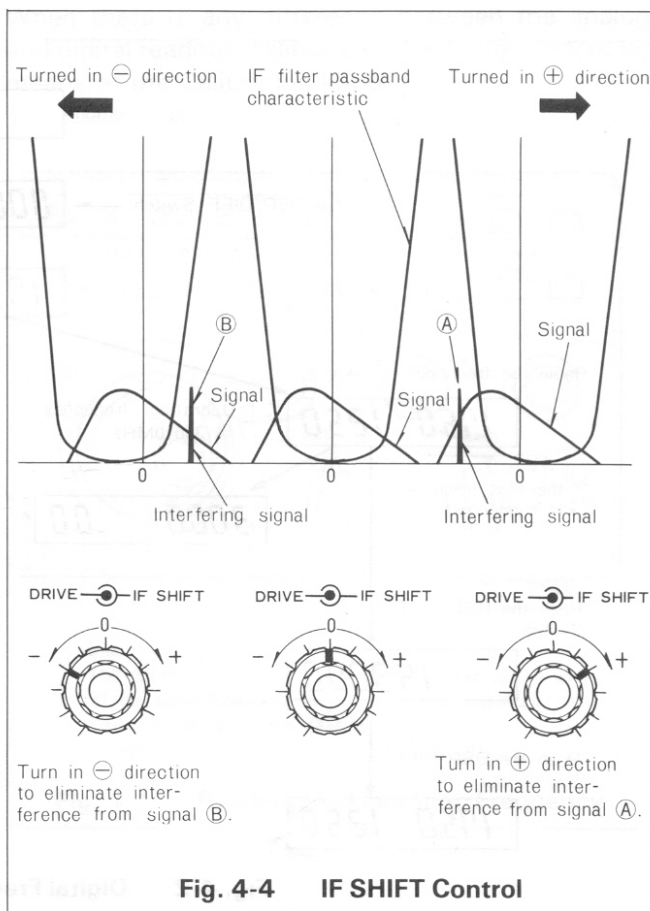 Turned in ⊖ direction
IF filter passband
characteristic
Turned in ⊕ direction
Ⓑ
Signal
Interfering signal
0
Signal
0
Ⓐ
Signal
Interfering signal
0
DRIVE IF SHIFT
0
- +
DRIVE IF SHIFT
0
- +
DRIVE IF SHIFT
0
- +
Turn in ⊖ direction
to eliminate inter-
ference from signal Ⓑ.
Turn in ⊕ direction
to eliminate inter-
ference from signal Ⓐ.
Fig. 4-4 IF SHIFT Control